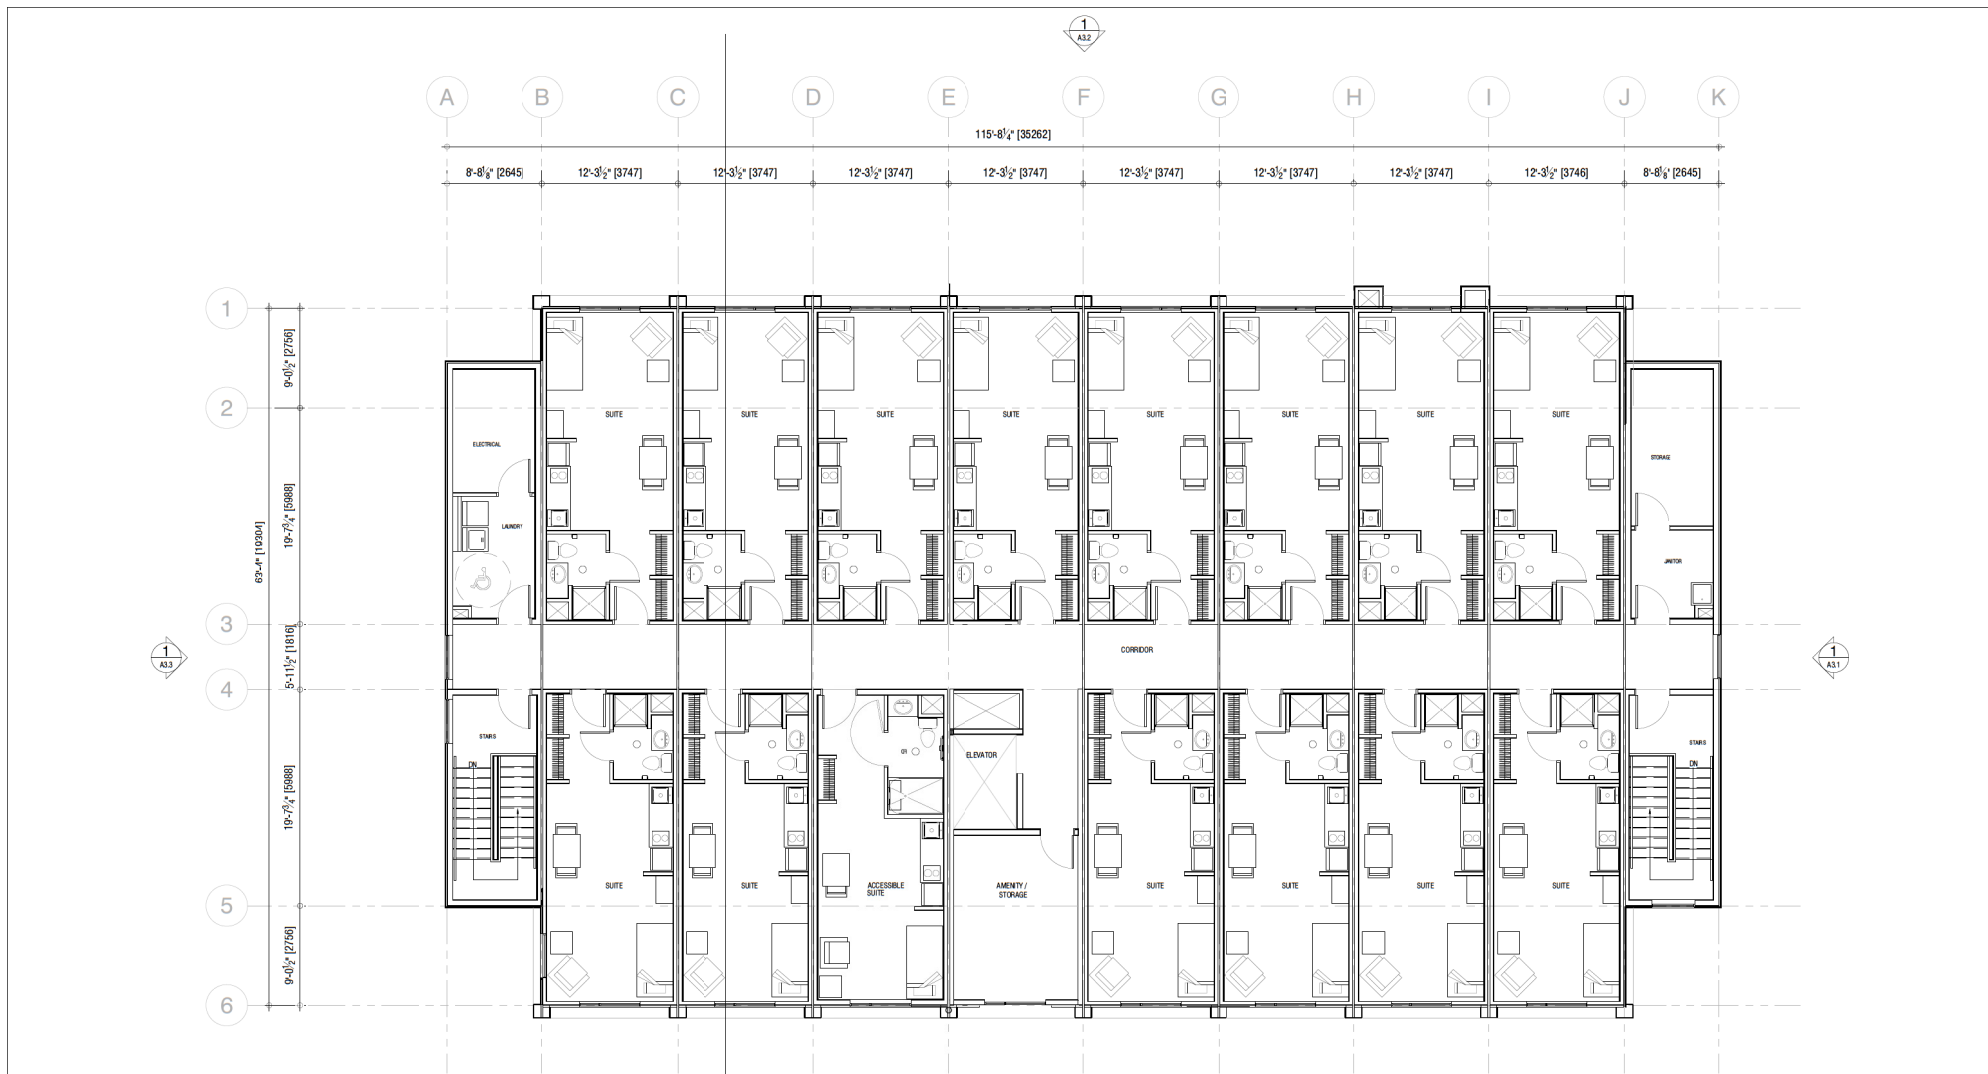 1
A3.2
A B C D E F G H I J K
115'-8¼" [35262]
8'-8⅛" [2645] 12'-3½" [3747] 12'-3½" [3747] 12'-3½" [3747] 12'-3½" [3747] 12'-3½" [3747] 12'-3½" [3747] 12'-3½" [3747] 12'-3½" [3746] 8'-8⅛" [2645]
1
9'-0½" [2756]
2
SUITE SUITE SUITE SUITE SUITE SUITE SUITE SUITE
ELECTRICAL
STORAGE
19'-7¾" [5988]
LAUNDRY
63'-4" [19304]
JANITOR
3
5'-11½" [1816]
1
A3.3
CORRIDOR
1
A3.1
4
STAIRS
STAIRS
ELEVATOR
DN
DN
19'-7¾" [5988]
SUITE SUITE ACCESSIBLE
SUITE
AMENITY /
STORAGE
SUITE SUITE SUITE SUITE
5
9'-0½" [2756]
6